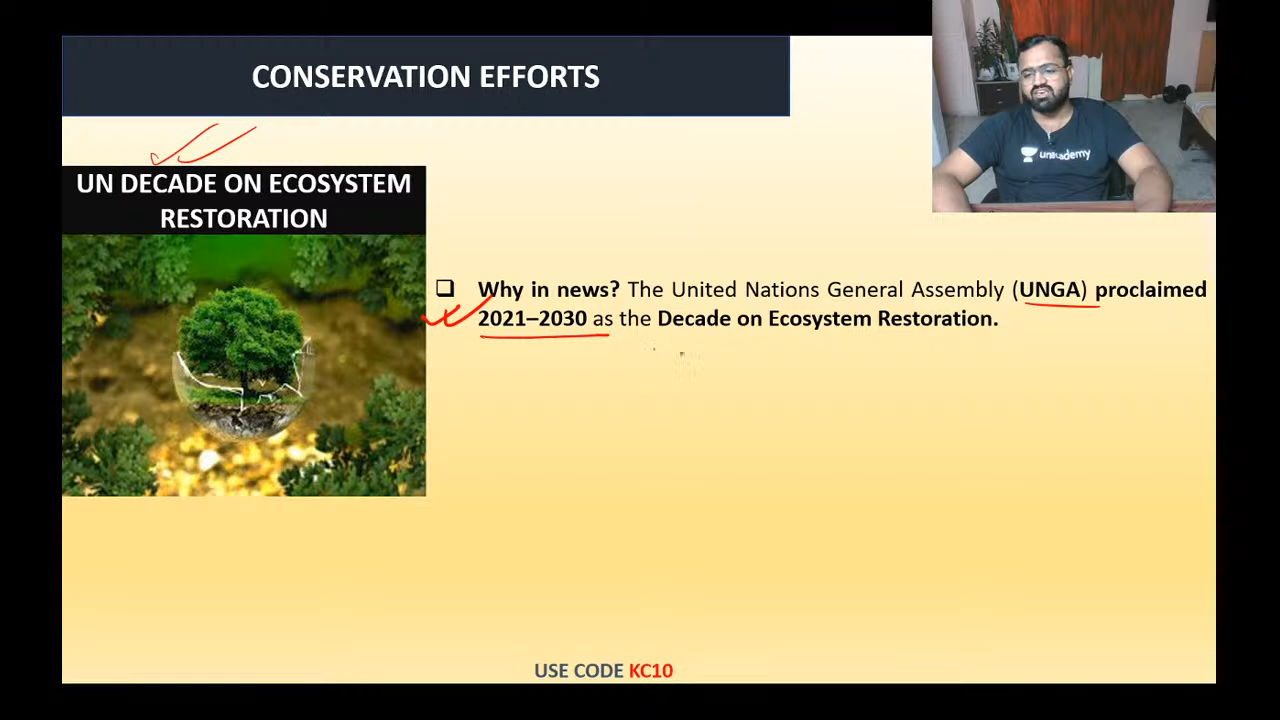 CONSERVATION EFFORTS
unacademy
UN DECADE ON ECOSYSTEM
RESTORATION
❑ Why in news? The United Nations General Assembly (UNGA) proclaimed
2021–2030 as the Decade on Ecosystem Restoration.
USE CODE KC10